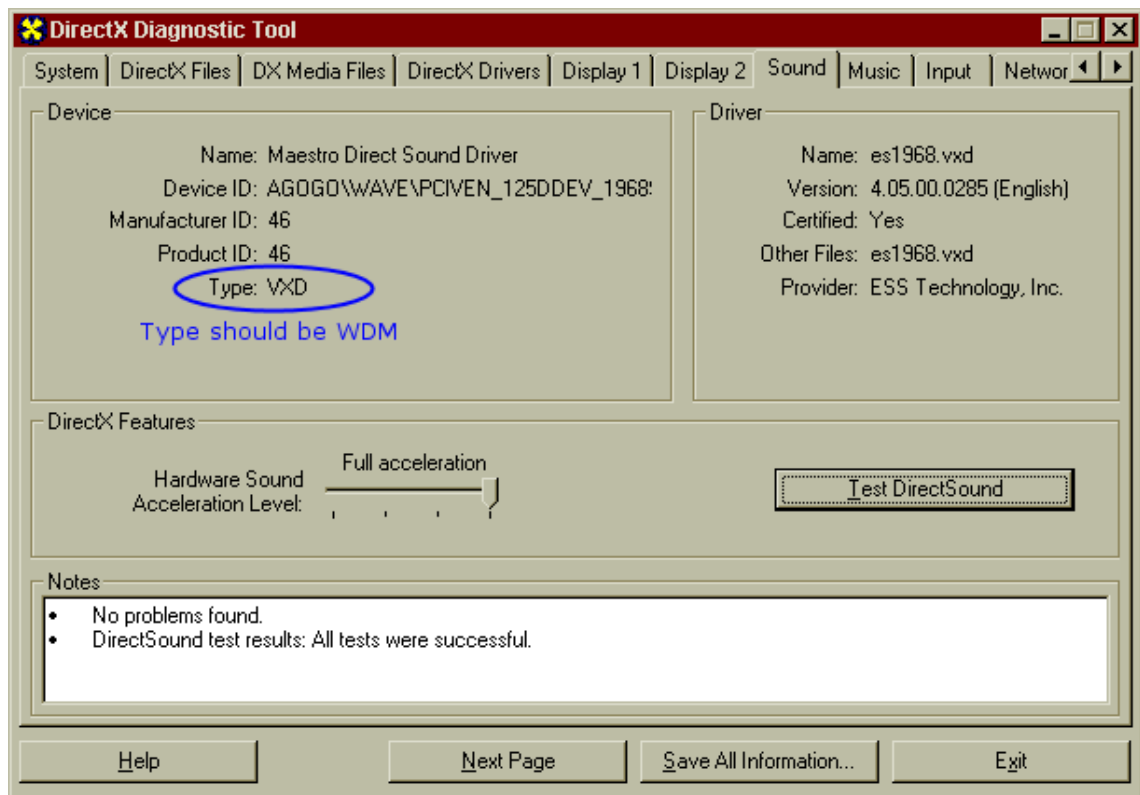 DirectX Diagnostic Tool
System DirectX Files DX Media Files DirectX Drivers Display 1 Display 2 Sound Music Input Networ
Device
Name: Maestro Direct Sound Driver
Device ID: AGOGO\WAVE\PCIVEN_125DDEV_1968
Manufacturer ID: 46
Product ID: 46
Type: VXD
Type should be WDM
Driver
Name: es1968.vxd
Version: 4.05.00.0285 (English)
Certified: Yes
Other Files: es1968.vxd
Provider: ESS Technology, Inc.
DirectX Features
Hardware Sound
Acceleration Level:
Full acceleration
Test DirectSound
Notes
• No problems found.
• DirectSound test results: All tests were successful.
Help Next Page Save All Information... Exit